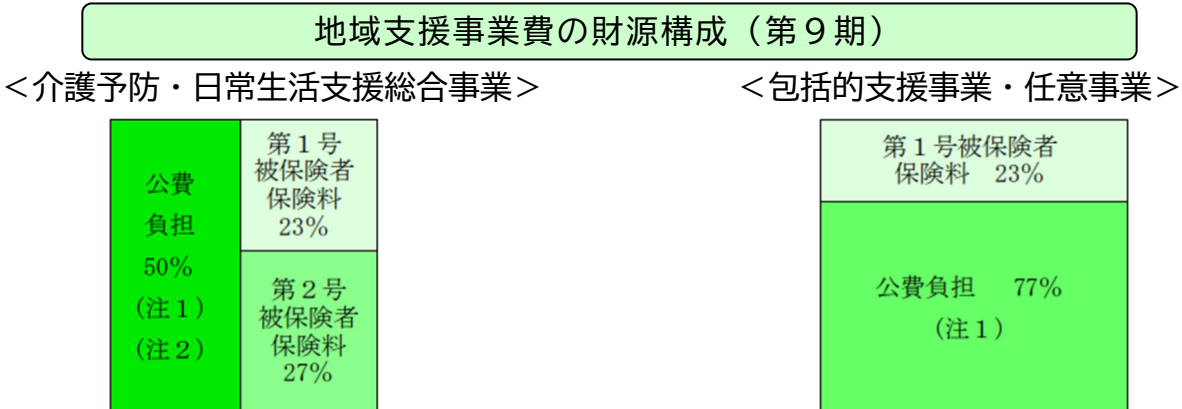 地域支援事業費の財源構成（第９期）
＜介護予防・日常生活支援総合事業＞
公費
負担
50%
（注１）
（注２）
第１号
被保険者
保険料
23%
第２号
被保険者
保険料
27%
＜包括的支援事業・任意事業＞
第１号被保険者
保険料　23%
公費負担　77%
（注１）